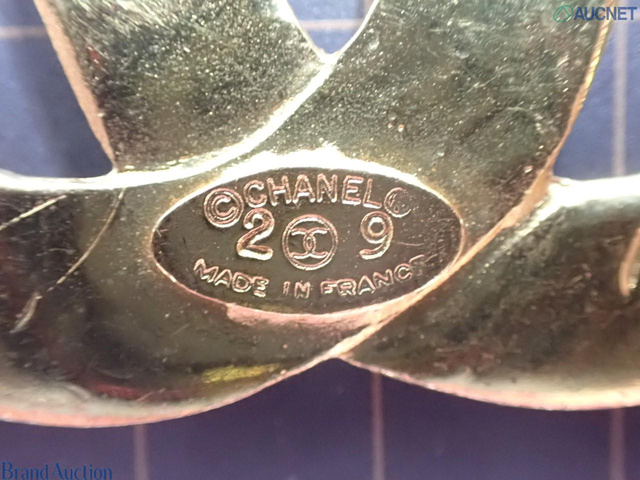 AUCNET
©CHANEL®
2 9
MADE IN FRANCE
Brand Auction